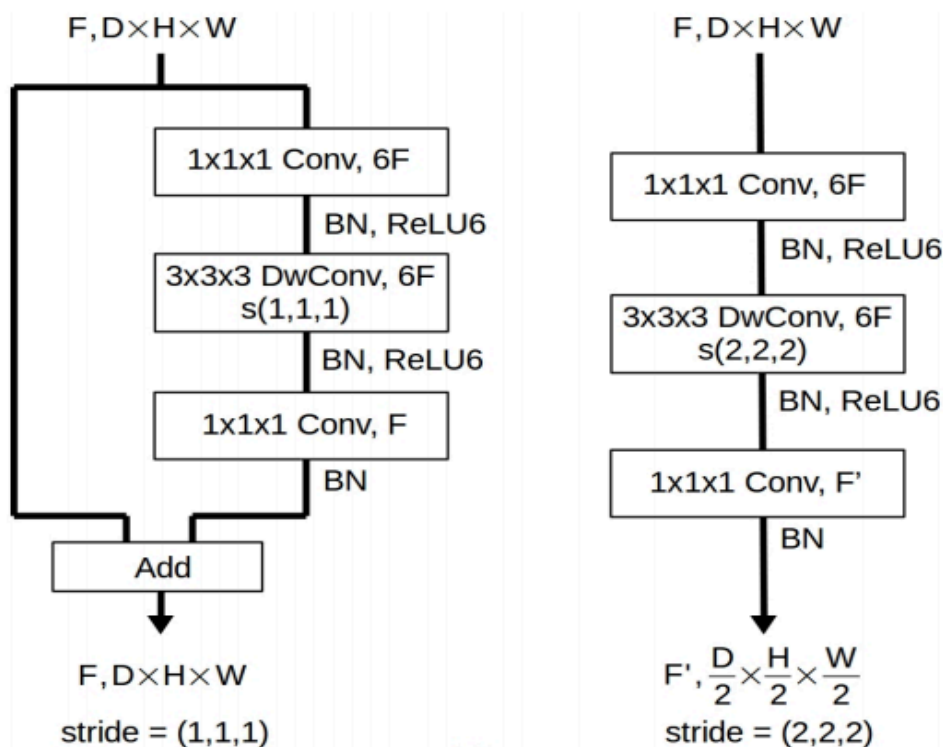 F, D×H×W
1x1x1 Conv, 6F
BN, ReLU6
3x3x3 DwConv, 6F
s(1,1,1)
BN, ReLU6
1x1x1 Conv, F
BN
Add
F, D×H×W
stride = (1,1,1)
F, D×H×W
1x1x1 Conv, 6F
BN, ReLU6
3x3x3 DwConv, 6F
s(2,2,2)
BN, ReLU6
1x1x1 Conv, F'
BN
F', D/2 × H/2 × W/2
stride = (2,2,2)